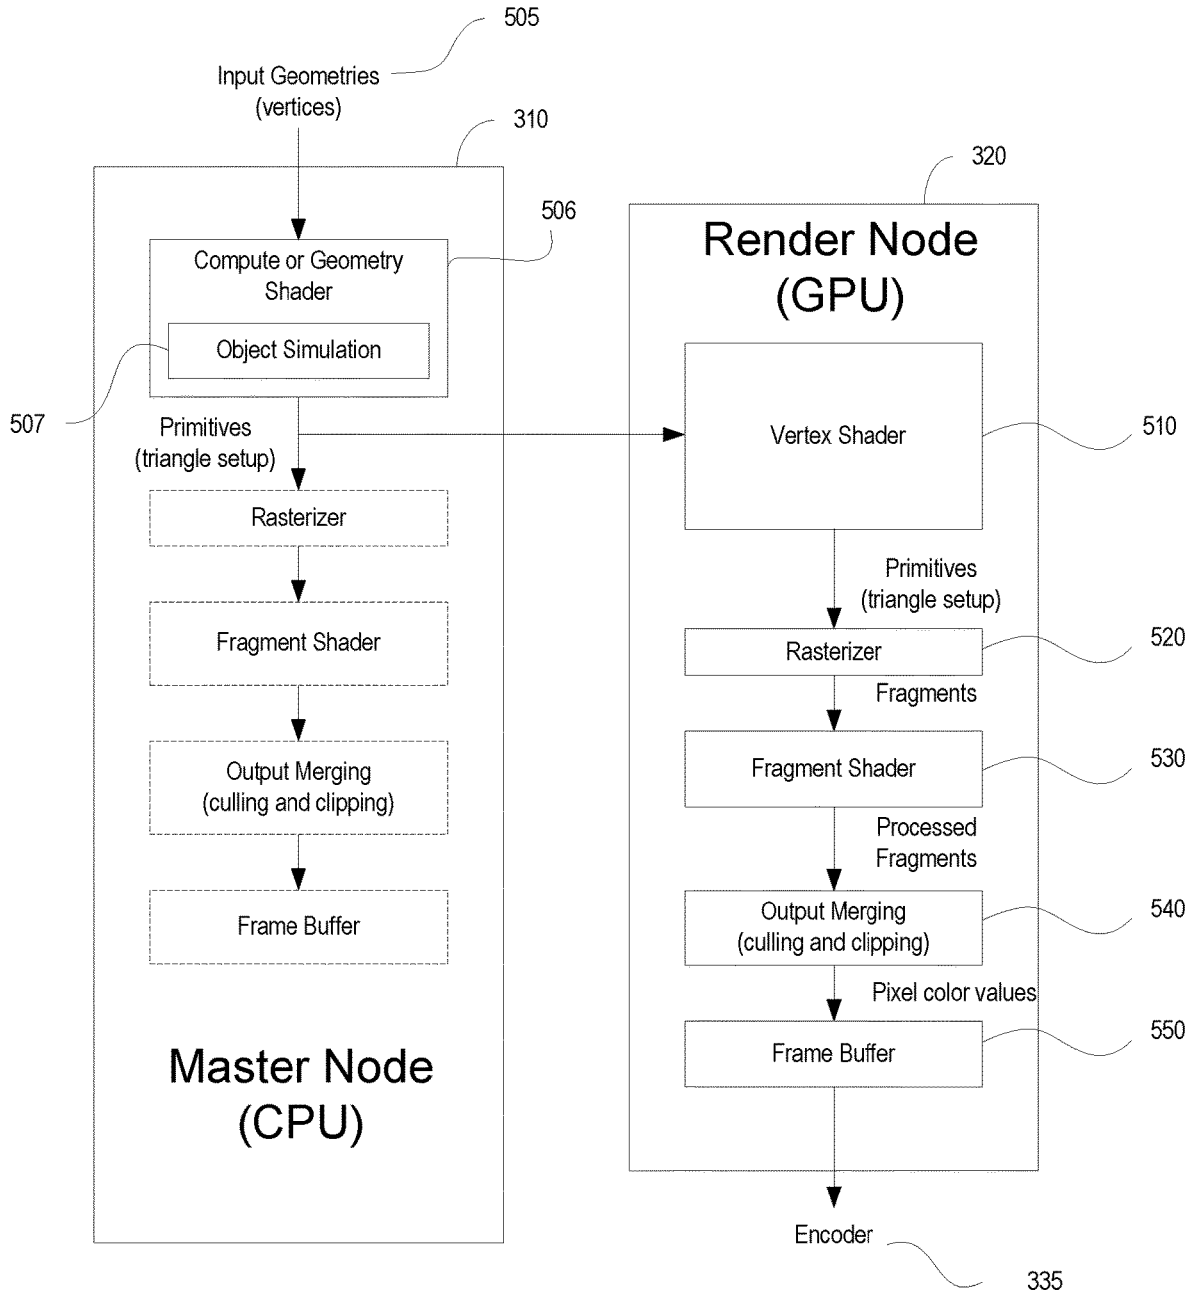 505
Input Geometries
(vertices)
310
506
Compute or Geometry
Shader
Object Simulation
507
Primitives
(triangle setup)
Rasterizer
Fragment Shader
Output Merging
(culling and clipping)
Frame Buffer
Master Node
(CPU)
320
Render Node
(GPU)
Vertex Shader
510
Primitives
(triangle setup)
Rasterizer
520
Fragments
Fragment Shader
530
Processed
Fragments
Output Merging
(culling and clipping)
540
Pixel color values
Frame Buffer
550
Encoder
335